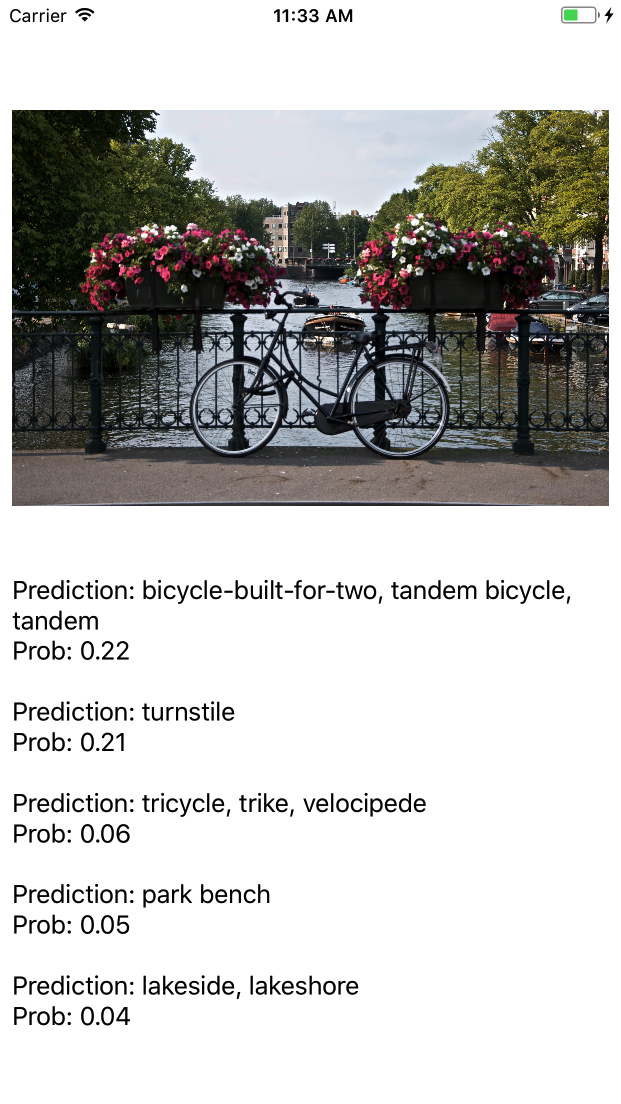 Carrier 11:33 AM
Prediction: bicycle-built-for-two, tandem bicycle,
tandem
Prob: 0.22
Prediction: turnstile
Prob: 0.21
Prediction: tricycle, trike, velocipede
Prob: 0.06
Prediction: park bench
Prob: 0.05
Prediction: lakeside, lakeshore
Prob: 0.04